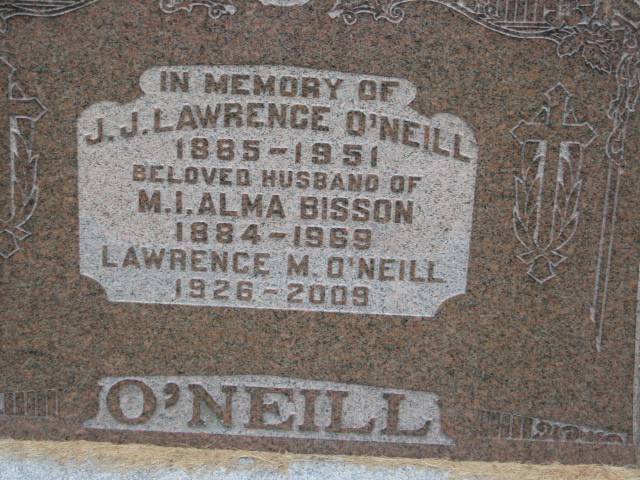 IN MEMORY OF
J.J. LAWRENCE O'NEILL
1885-1951
BELOVED HUSBAND OF
M.I. ALMA BISSON
1884-1969
LAWRENCE M. O'NEILL
1926-2009
O'NEILL